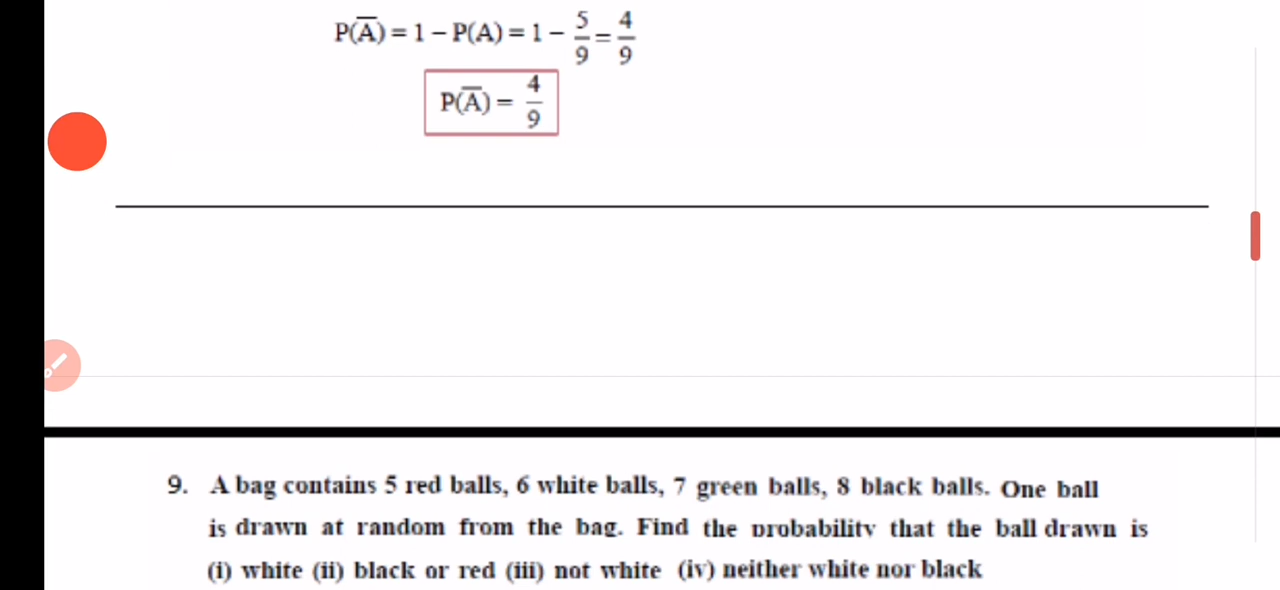 P(A̅) = 1 – P(A) = 1 – 5/9 = 4/9
P(A̅) = 4/9
9. A bag contains 5 red balls, 6 white balls, 7 green balls, 8 black balls. One ball
is drawn at random from the bag. Find the probability that the ball drawn is
(i) white (ii) black or red (iii) not white (iv) neither white nor black